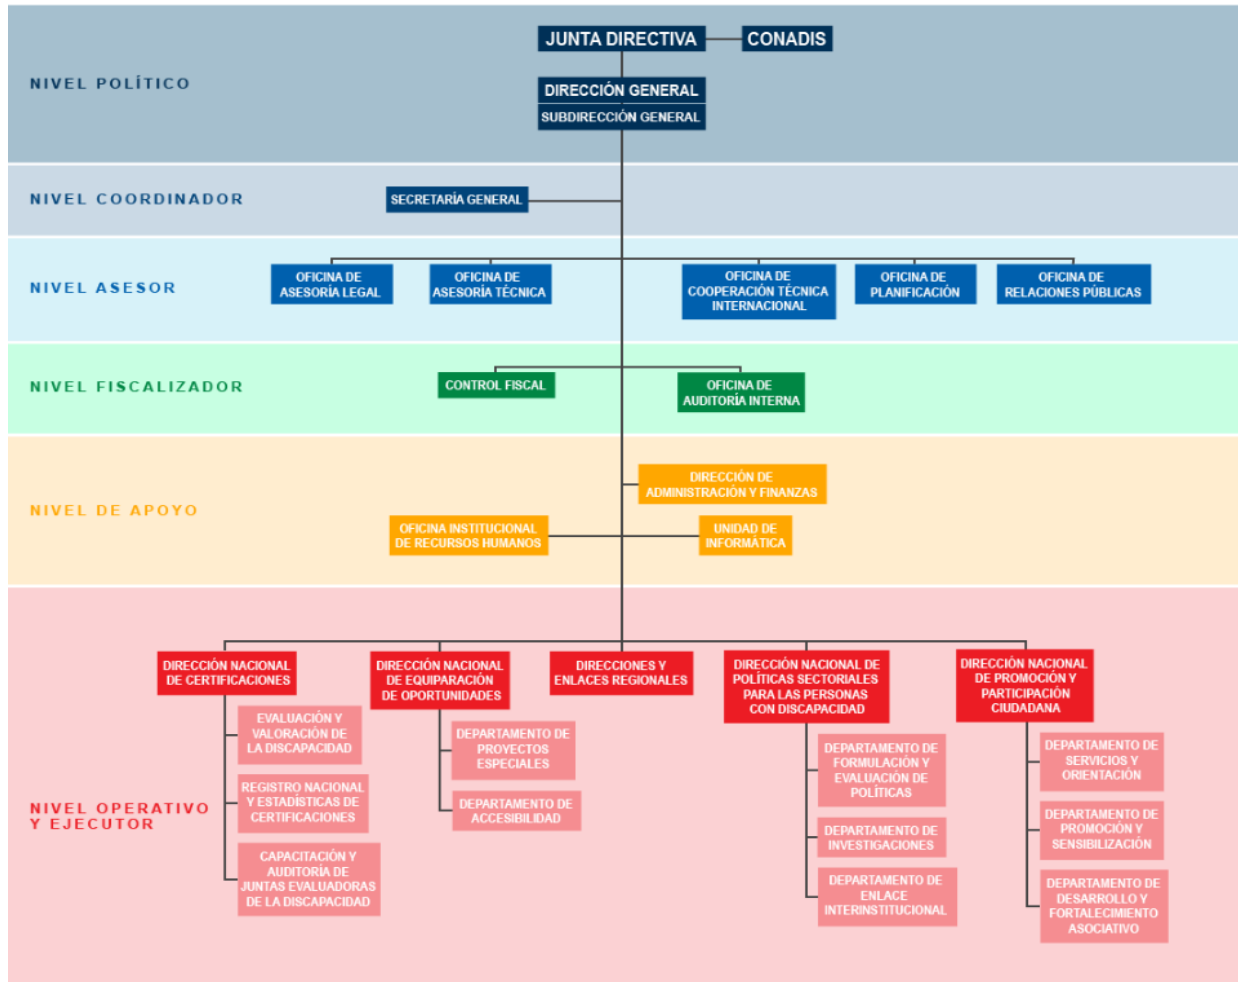 JUNTA DIRECTIVA
CONADIS
NIVEL POLÍTICO
DIRECCIÓN GENERAL
SUBDIRECCIÓN GENERAL
NIVEL COORDINADOR
SECRETARÍA GENERAL
NIVEL ASESOR
OFICINA DE
ASESORÍA LEGAL
OFICINA DE
ASESORÍA TÉCNICA
OFICINA DE
COOPERACIÓN TÉCNICA
INTERNACIONAL
OFICINA DE
PLANIFICACIÓN
OFICINA DE
RELACIONES PÚBLICAS
NIVEL FISCALIZADOR
CONTROL FISCAL
OFICINA DE
AUDITORÍA INTERNA
NIVEL DE APOYO
DIRECCIÓN DE
ADMINISTRACIÓN Y FINANZAS
OFICINA INSTITUCIONAL
DE RECURSOS HUMANOS
UNIDAD DE
INFORMÁTICA
NIVEL OPERATIVO
Y EJECUTOR
DIRECCIÓN NACIONAL
DE CERTIFICACIONES
EVALUACIÓN Y
VALORACIÓN DE
LA DISCAPACIDAD
REGISTRO NACIONAL
Y ESTADÍSTICAS DE
CERTIFICACIONES
CAPACITACIÓN Y
AUDITORÍA DE
JUNTAS EVALUADORAS
DE LA DISCAPACIDAD
DIRECCIÓN NACIONAL
DE EQUIPARACIÓN
DE OPORTUNIDADES
DEPARTAMENTO DE
PROYECTOS
ESPECIALES
DEPARTAMENTO DE
ACCESIBILIDAD
DIRECCIONES Y
ENLACES REGIONALES
DIRECCIÓN NACIONAL DE
POLÍTICAS SECTORIALES
PARA LAS PERSONAS
CON DISCAPACIDAD
DEPARTAMENTO DE
FORMULACIÓN Y
EVALUACIÓN DE
POLÍTICAS
DEPARTAMENTO DE
INVESTIGACIONES
DEPARTAMENTO DE
ENLACE
INTERINSTITUCIONAL
DIRECCIÓN NACIONAL
DE PROMOCIÓN Y
PARTICIPACIÓN
CIUDADANA
DEPARTAMENTO DE
SERVICIOS Y
ORIENTACIÓN
DEPARTAMENTO DE
PROMOCIÓN Y
SENSIBILIZACIÓN
DEPARTAMENTO DE
DESARROLLO Y
FORTALECIMIENTO
ASOCIATIVO